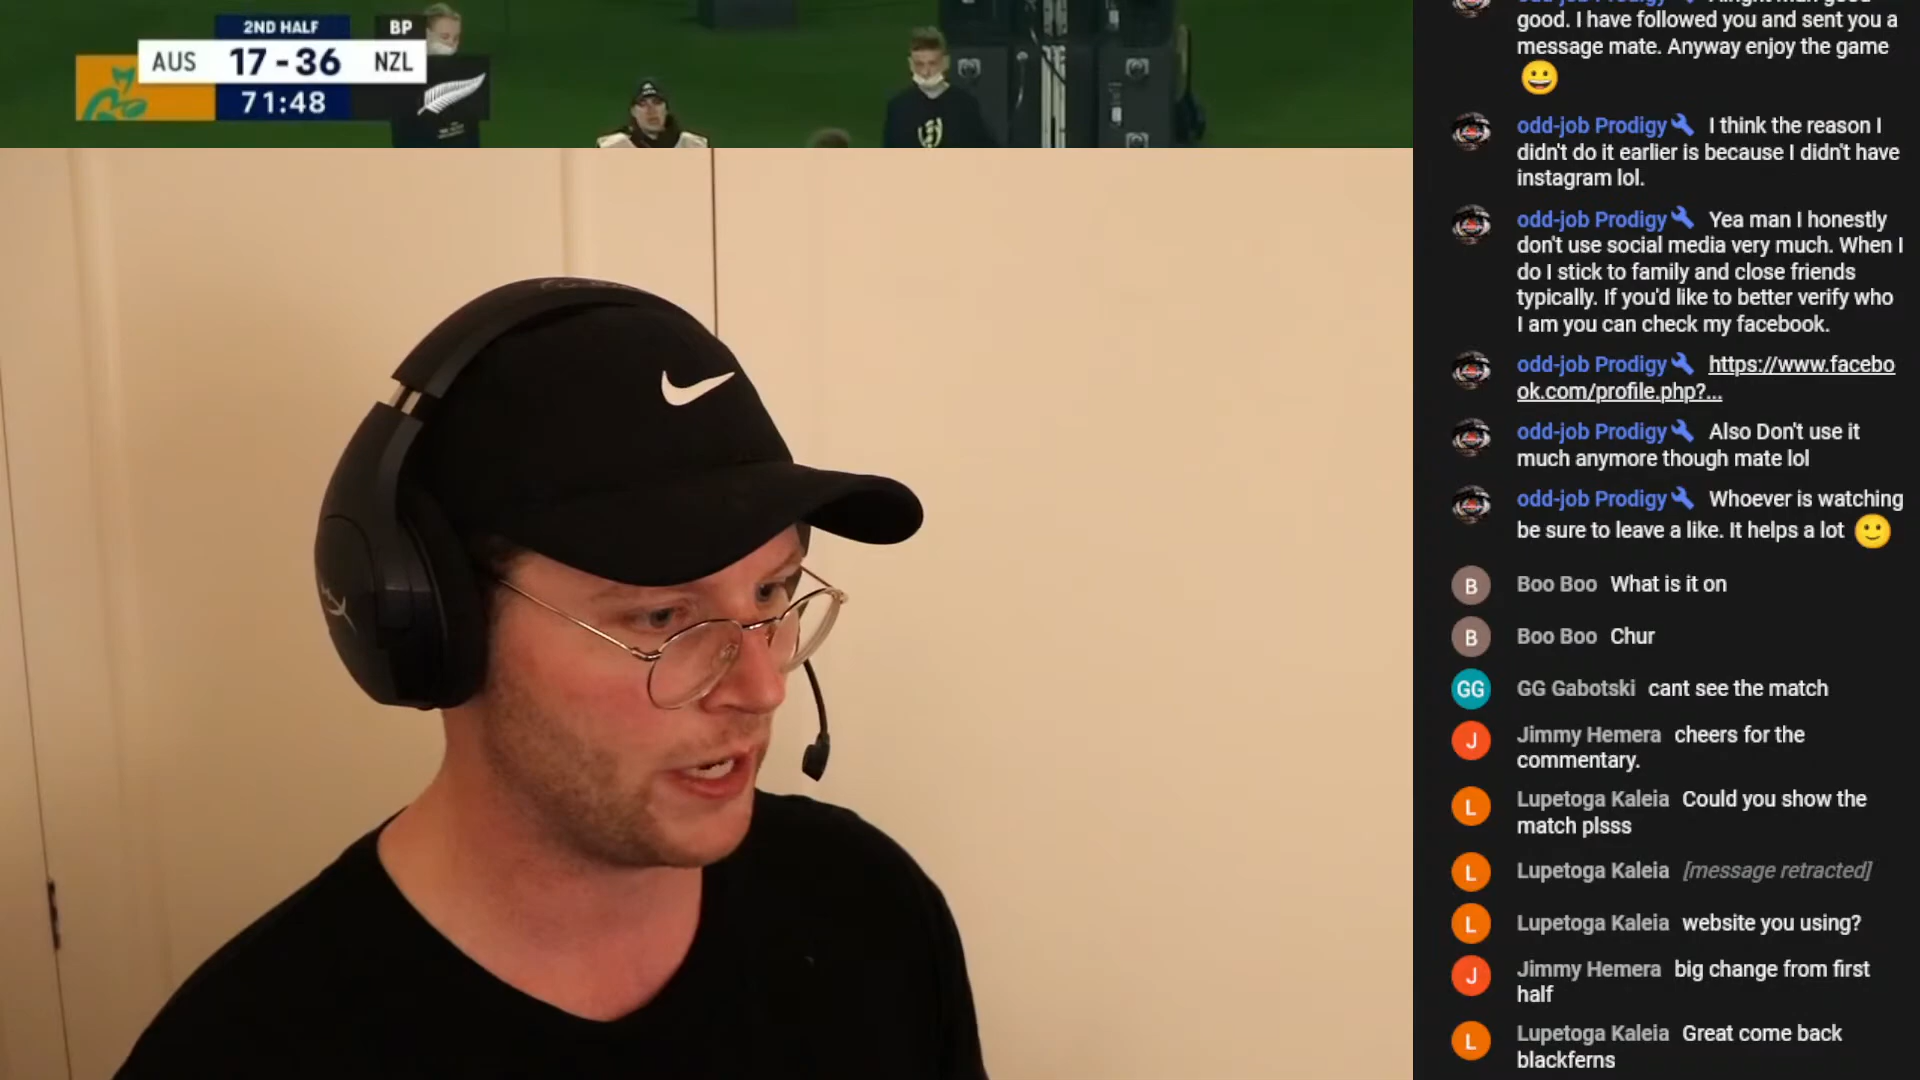 2ND HALF
BP
AUS 17 - 36 NZL
71:48
good. I have followed you and sent you a
message mate. Anyway enjoy the game
😀
odd-job Prodigy I think the reason I
didn't do it earlier is because I didn't have
instagram lol.
odd-job Prodigy Yea man I honestly
don't use social media very much. When I
do I stick to family and close friends
typically. If you'd like to better verify who
I am you can check my facebook.
odd-job Prodigy https://www.facebo
ok.com/profile.php?...
odd-job Prodigy Also Don't use it
much anymore though mate lol
odd-job Prodigy Whoever is watching
be sure to leave a like. It helps a lot 🙂
B Boo Boo What is it on
B Boo Boo Chur
GG GG Gabotski cant see the match
J Jimmy Hemera cheers for the
commentary.
L Lupetoga Kaleia Could you show the
match plsss
L Lupetoga Kaleia [message retracted]
L Lupetoga Kaleia website you using?
J Jimmy Hemera big change from first
half
L Lupetoga Kaleia Great come back
blackferns